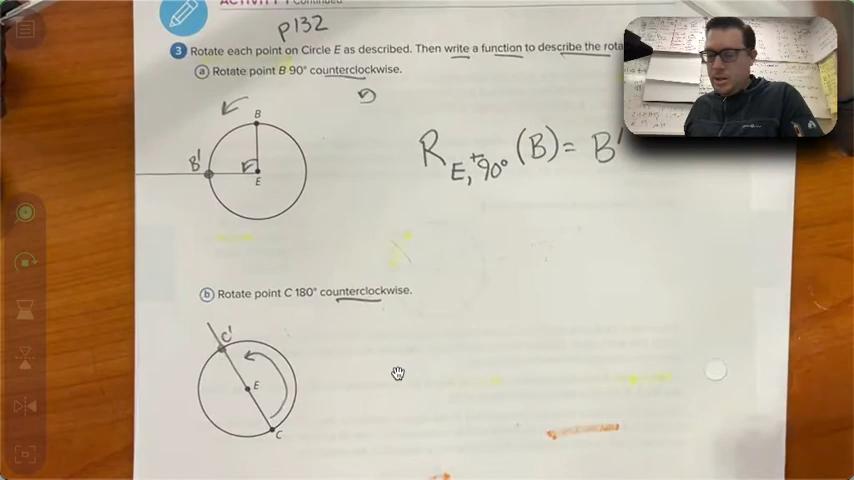 ACTIVITY 1 Continued
p132
3 Rotate each point on Circle E as described. Then write a function to describe the rota
a Rotate point B 90° counterclockwise.
B
B'
E
R E, +90° (B) = B'
b Rotate point C 180° counterclockwise.
C'
E
C